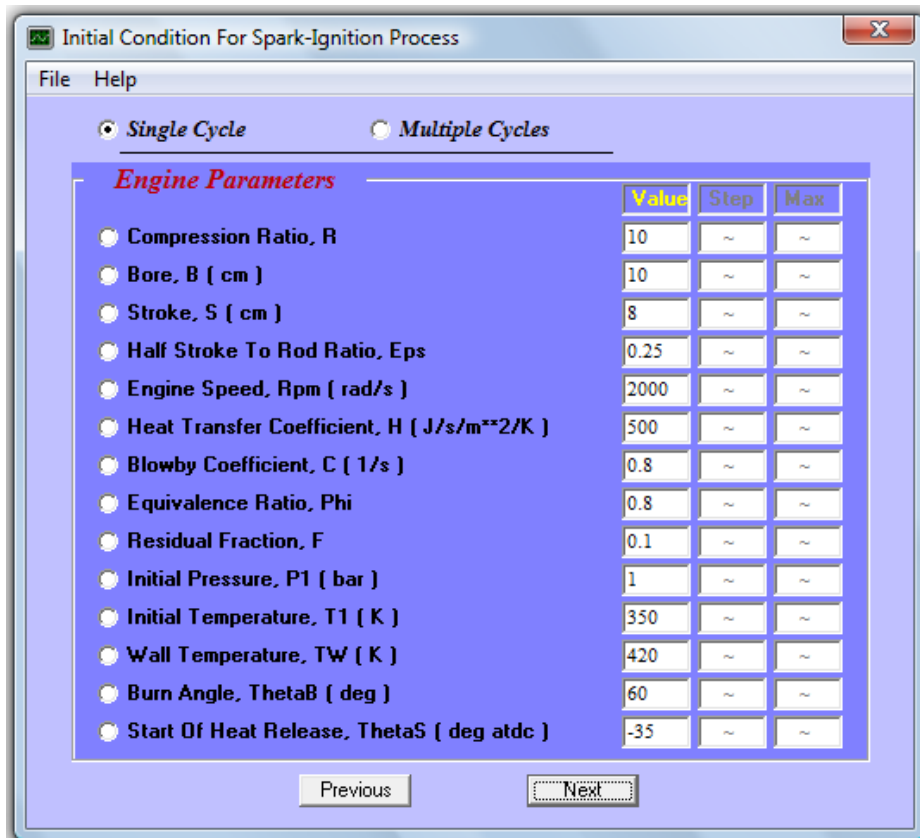 Initial Condition For Spark-Ignition Process
File Help
Single Cycle Multiple Cycles
Engine Parameters
Value Step Max
Compression Ratio, R 10 ~ ~
Bore, B ( cm ) 10 ~ ~
Stroke, S ( cm ) 8 ~ ~
Half Stroke To Rod Ratio, Eps 0.25 ~ ~
Engine Speed, Rpm ( rad/s ) 2000 ~ ~
Heat Transfer Coefficient, H ( J/s/m**2/K ) 500 ~ ~
Blowby Coefficient, C ( 1/s ) 0.8 ~ ~
Equivalence Ratio, Phi 0.8 ~ ~
Residual Fraction, F 0.1 ~ ~
Initial Pressure, P1 ( bar ) 1 ~ ~
Initial Temperature, T1 ( K ) 350 ~ ~
Wall Temperature, TW ( K ) 420 ~ ~
Burn Angle, ThetaB ( deg ) 60 ~ ~
Start Of Heat Release, ThetaS ( deg atdc ) -35 ~ ~
Previous Next